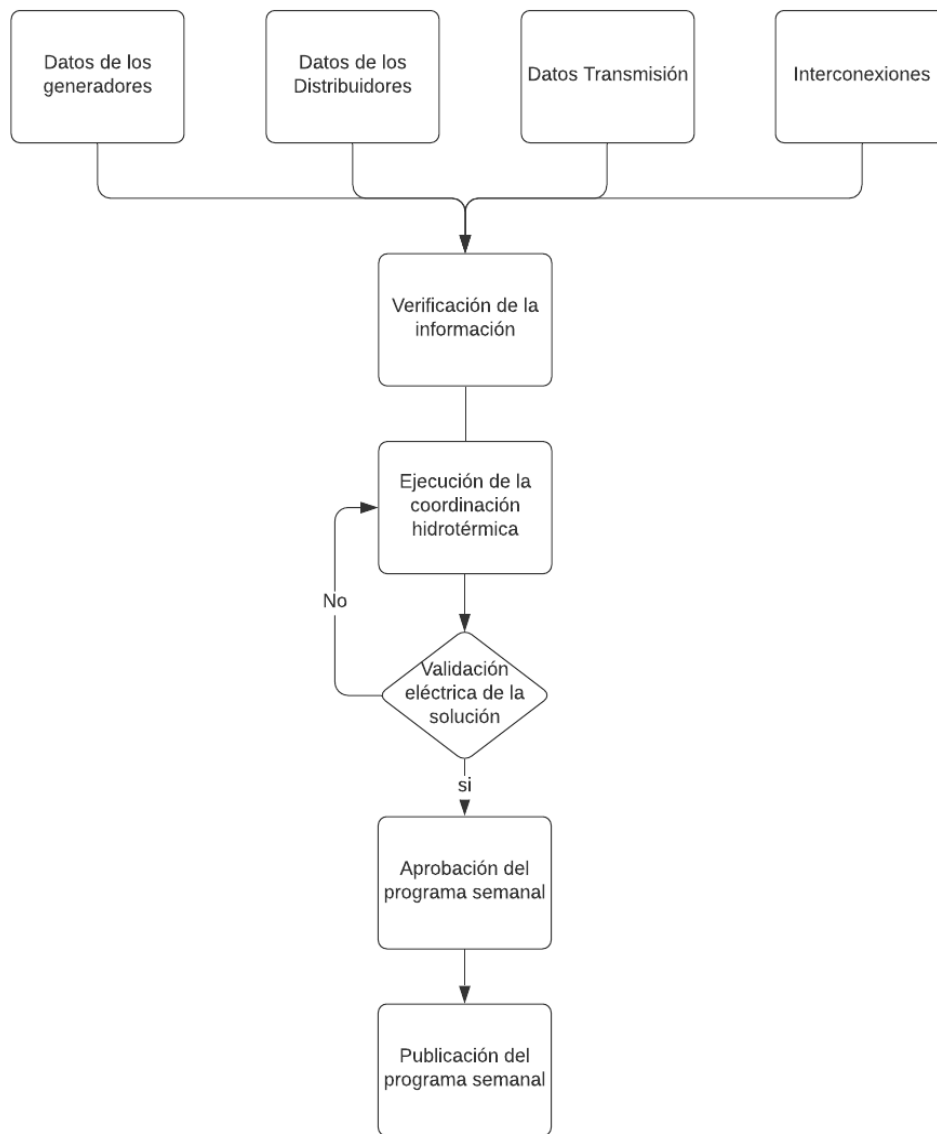 Datos de los
generadores
Datos de los
Distribuidores
Datos Transmisión
Interconexiones
Verificación de la
información
Ejecución de la
coordinación
hidrotérmica
No
Validación
eléctrica de la
solución
si
Aprobación del
programa semanal
Publicación del
programa semanal